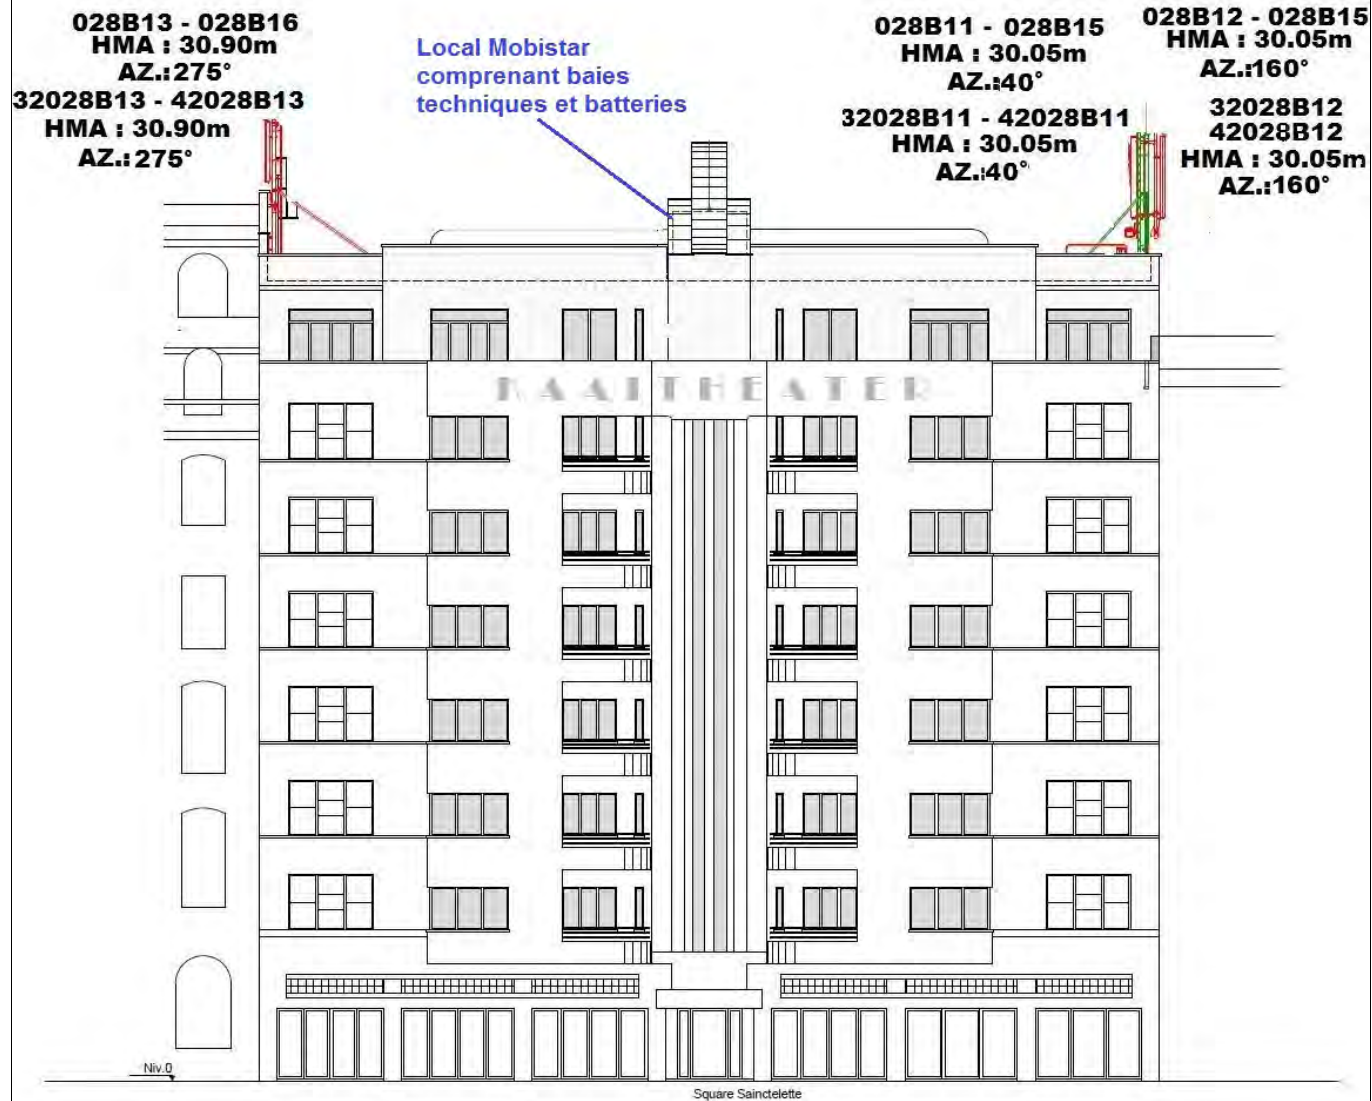 028B13 - 028B16
HMA : 30.90m
AZ.:275°
32028B13 - 42028B13
HMA : 30.90m
AZ.:275°
Local Mobistar
comprenant baies
techniques et batteries
028B11 - 028B15
HMA : 30.05m
AZ.:40°
32028B11 - 42028B11
HMA : 30.05m
AZ.:40°
028B12 - 028B15
HMA : 30.05m
AZ.:160°
32028B12
42028B12
HMA : 30.05m
AZ.:160°
KAAITHEATER
Niv.0
Square Sainctelette